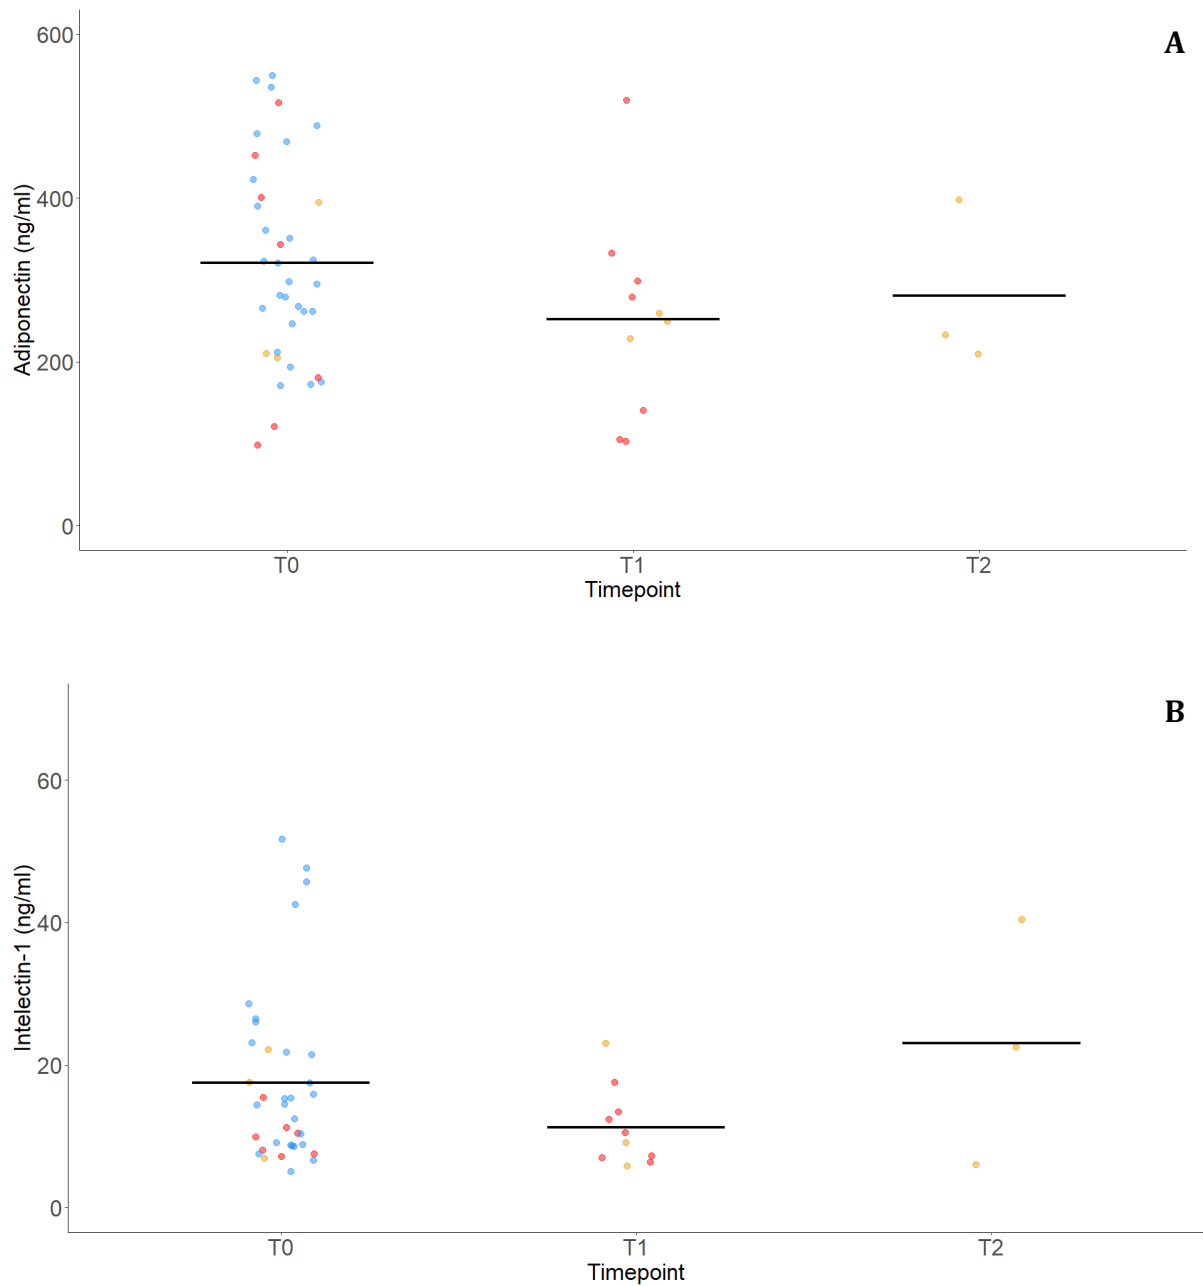 A
600
400
200
0
Adiponectin (ng/ml)
T0 T1 T2
Timepoint
B
60
40
20
0
Intelectin-1 (ng/ml)
T0 T1 T2
Timepoint